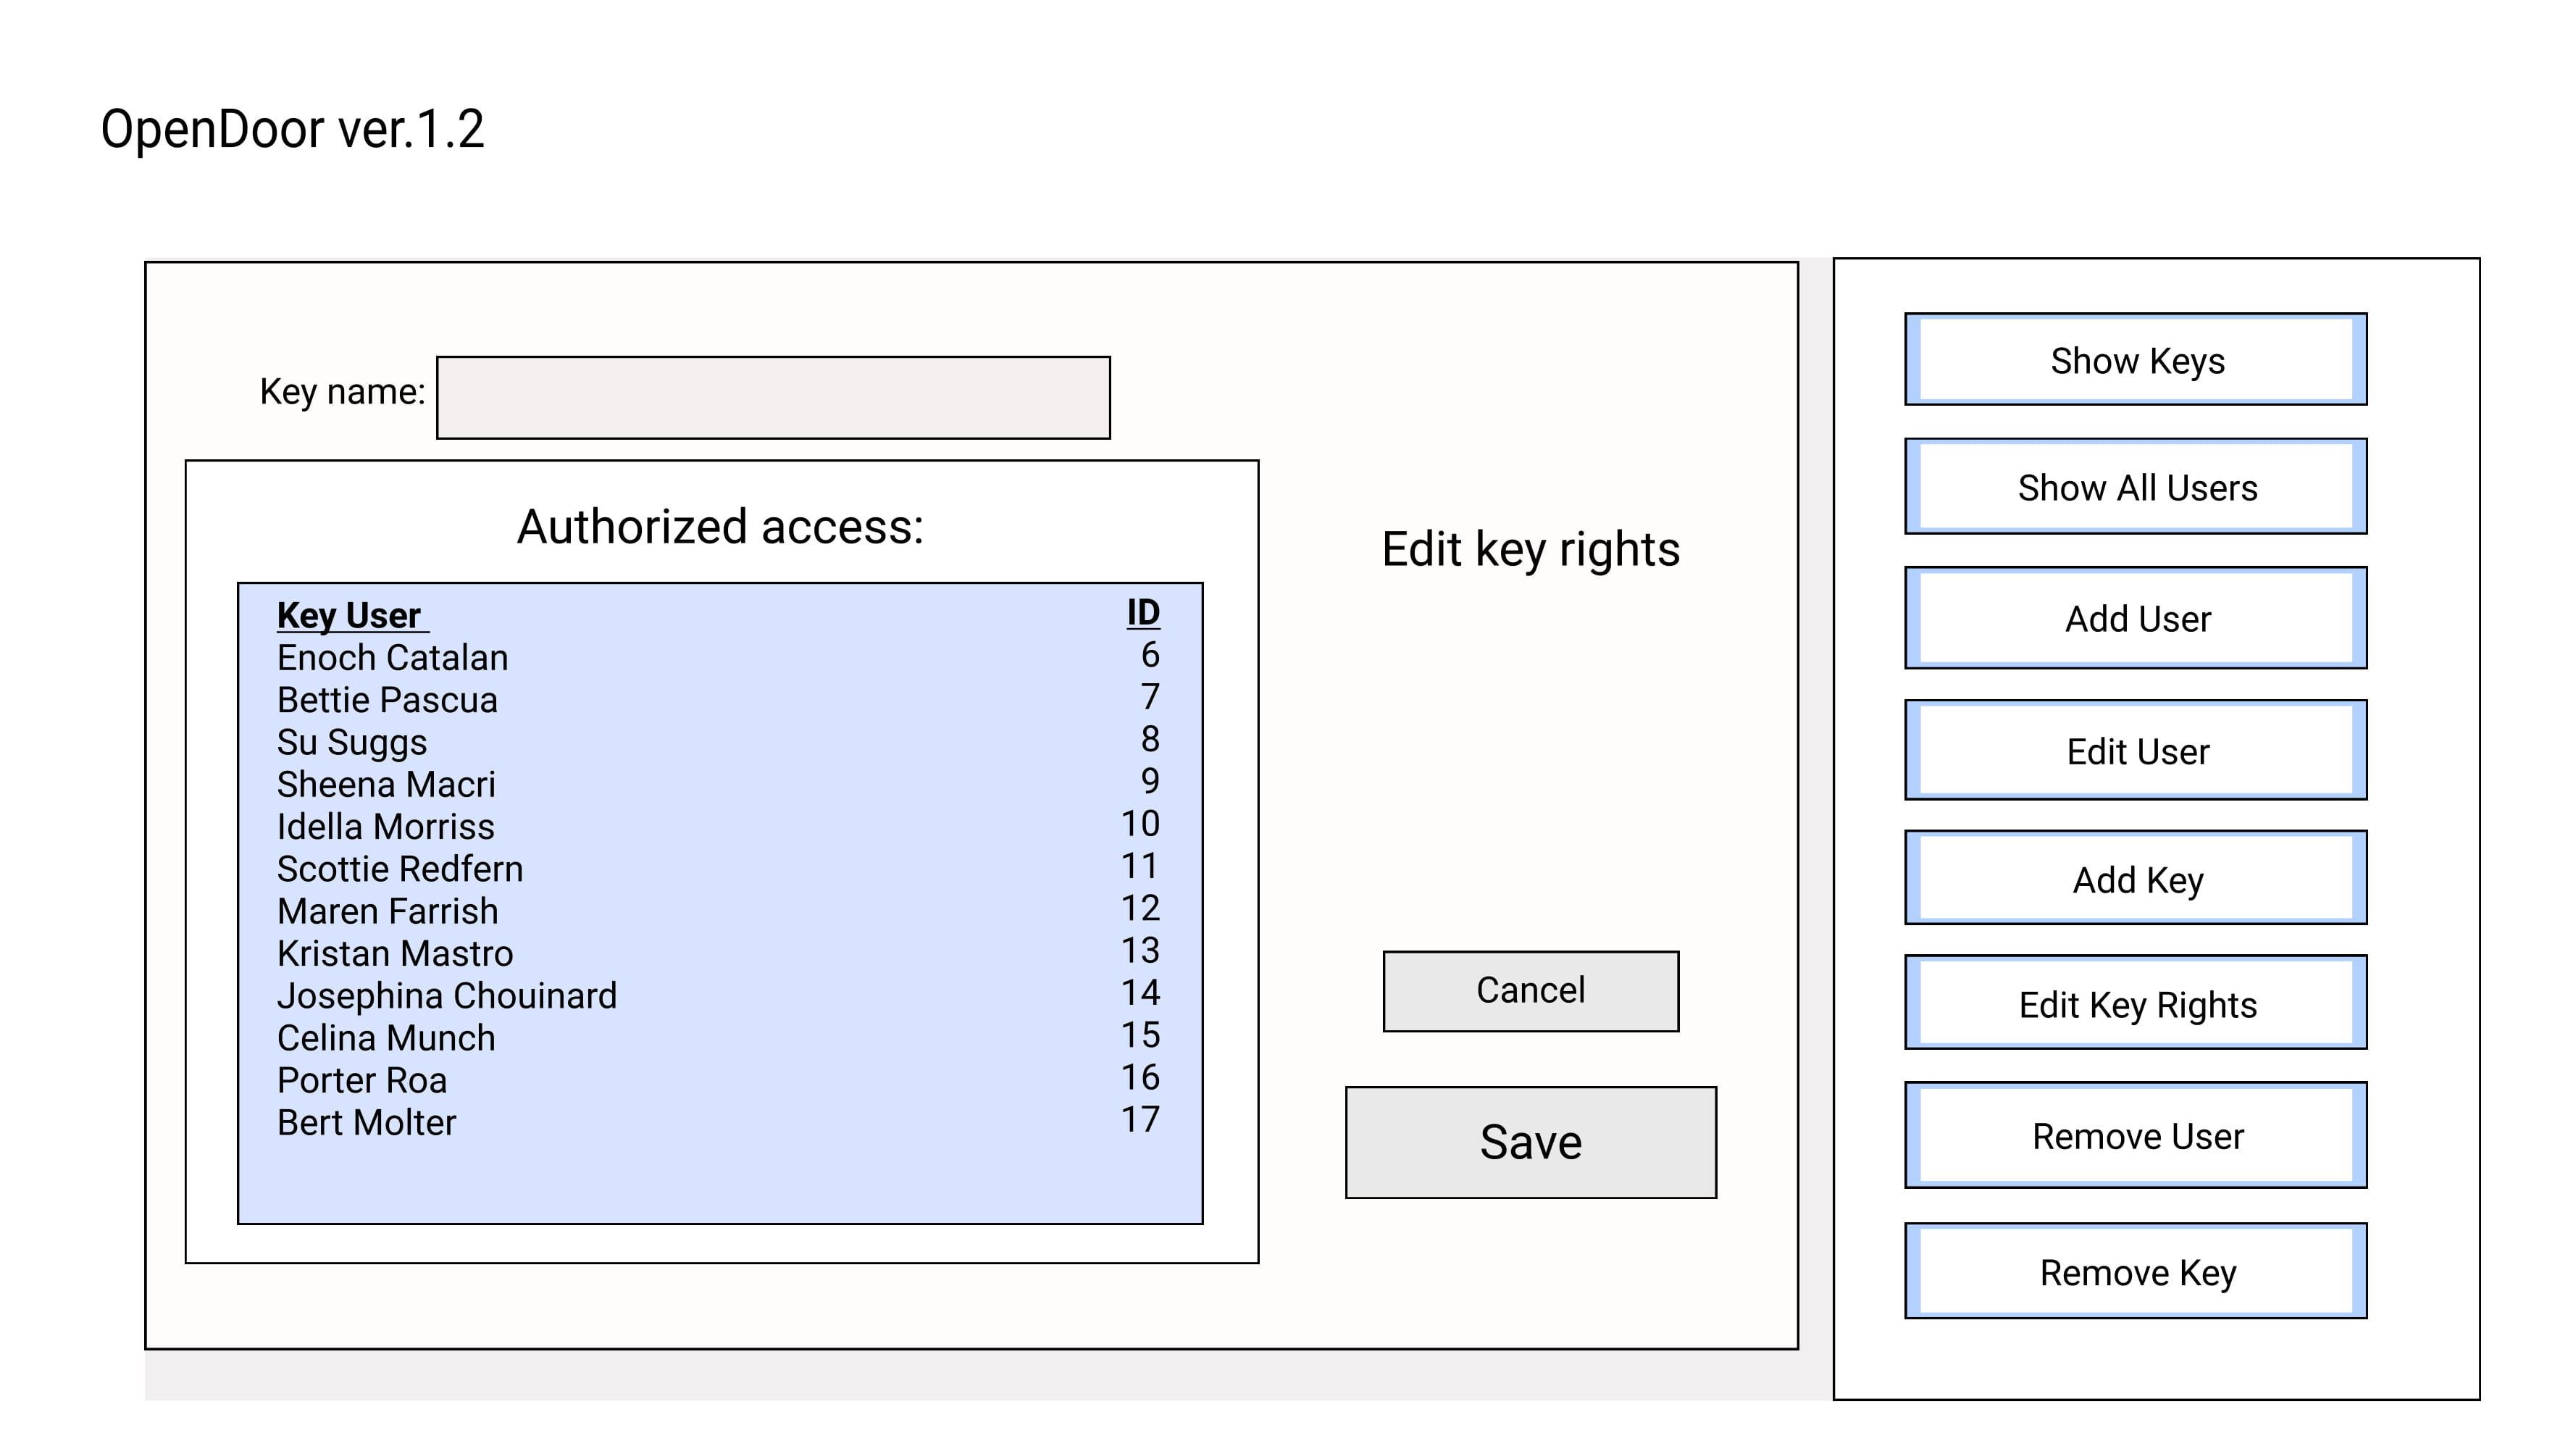 OpenDoor ver.1.2
Key name:
Authorized access:
Key User ID
Enoch Catalan 6
Bettie Pascua 7
Su Suggs 8
Sheena Macri 9
Idella Morriss 10
Scottie Redfern 11
Maren Farrish 12
Kristan Mastro 13
Josephina Chouinard 14
Celina Munch 15
Porter Roa 16
Bert Molter 17
Edit key rights
Cancel
Save
Show Keys
Show All Users
Add User
Edit User
Add Key
Edit Key Rights
Remove User
Remove Key